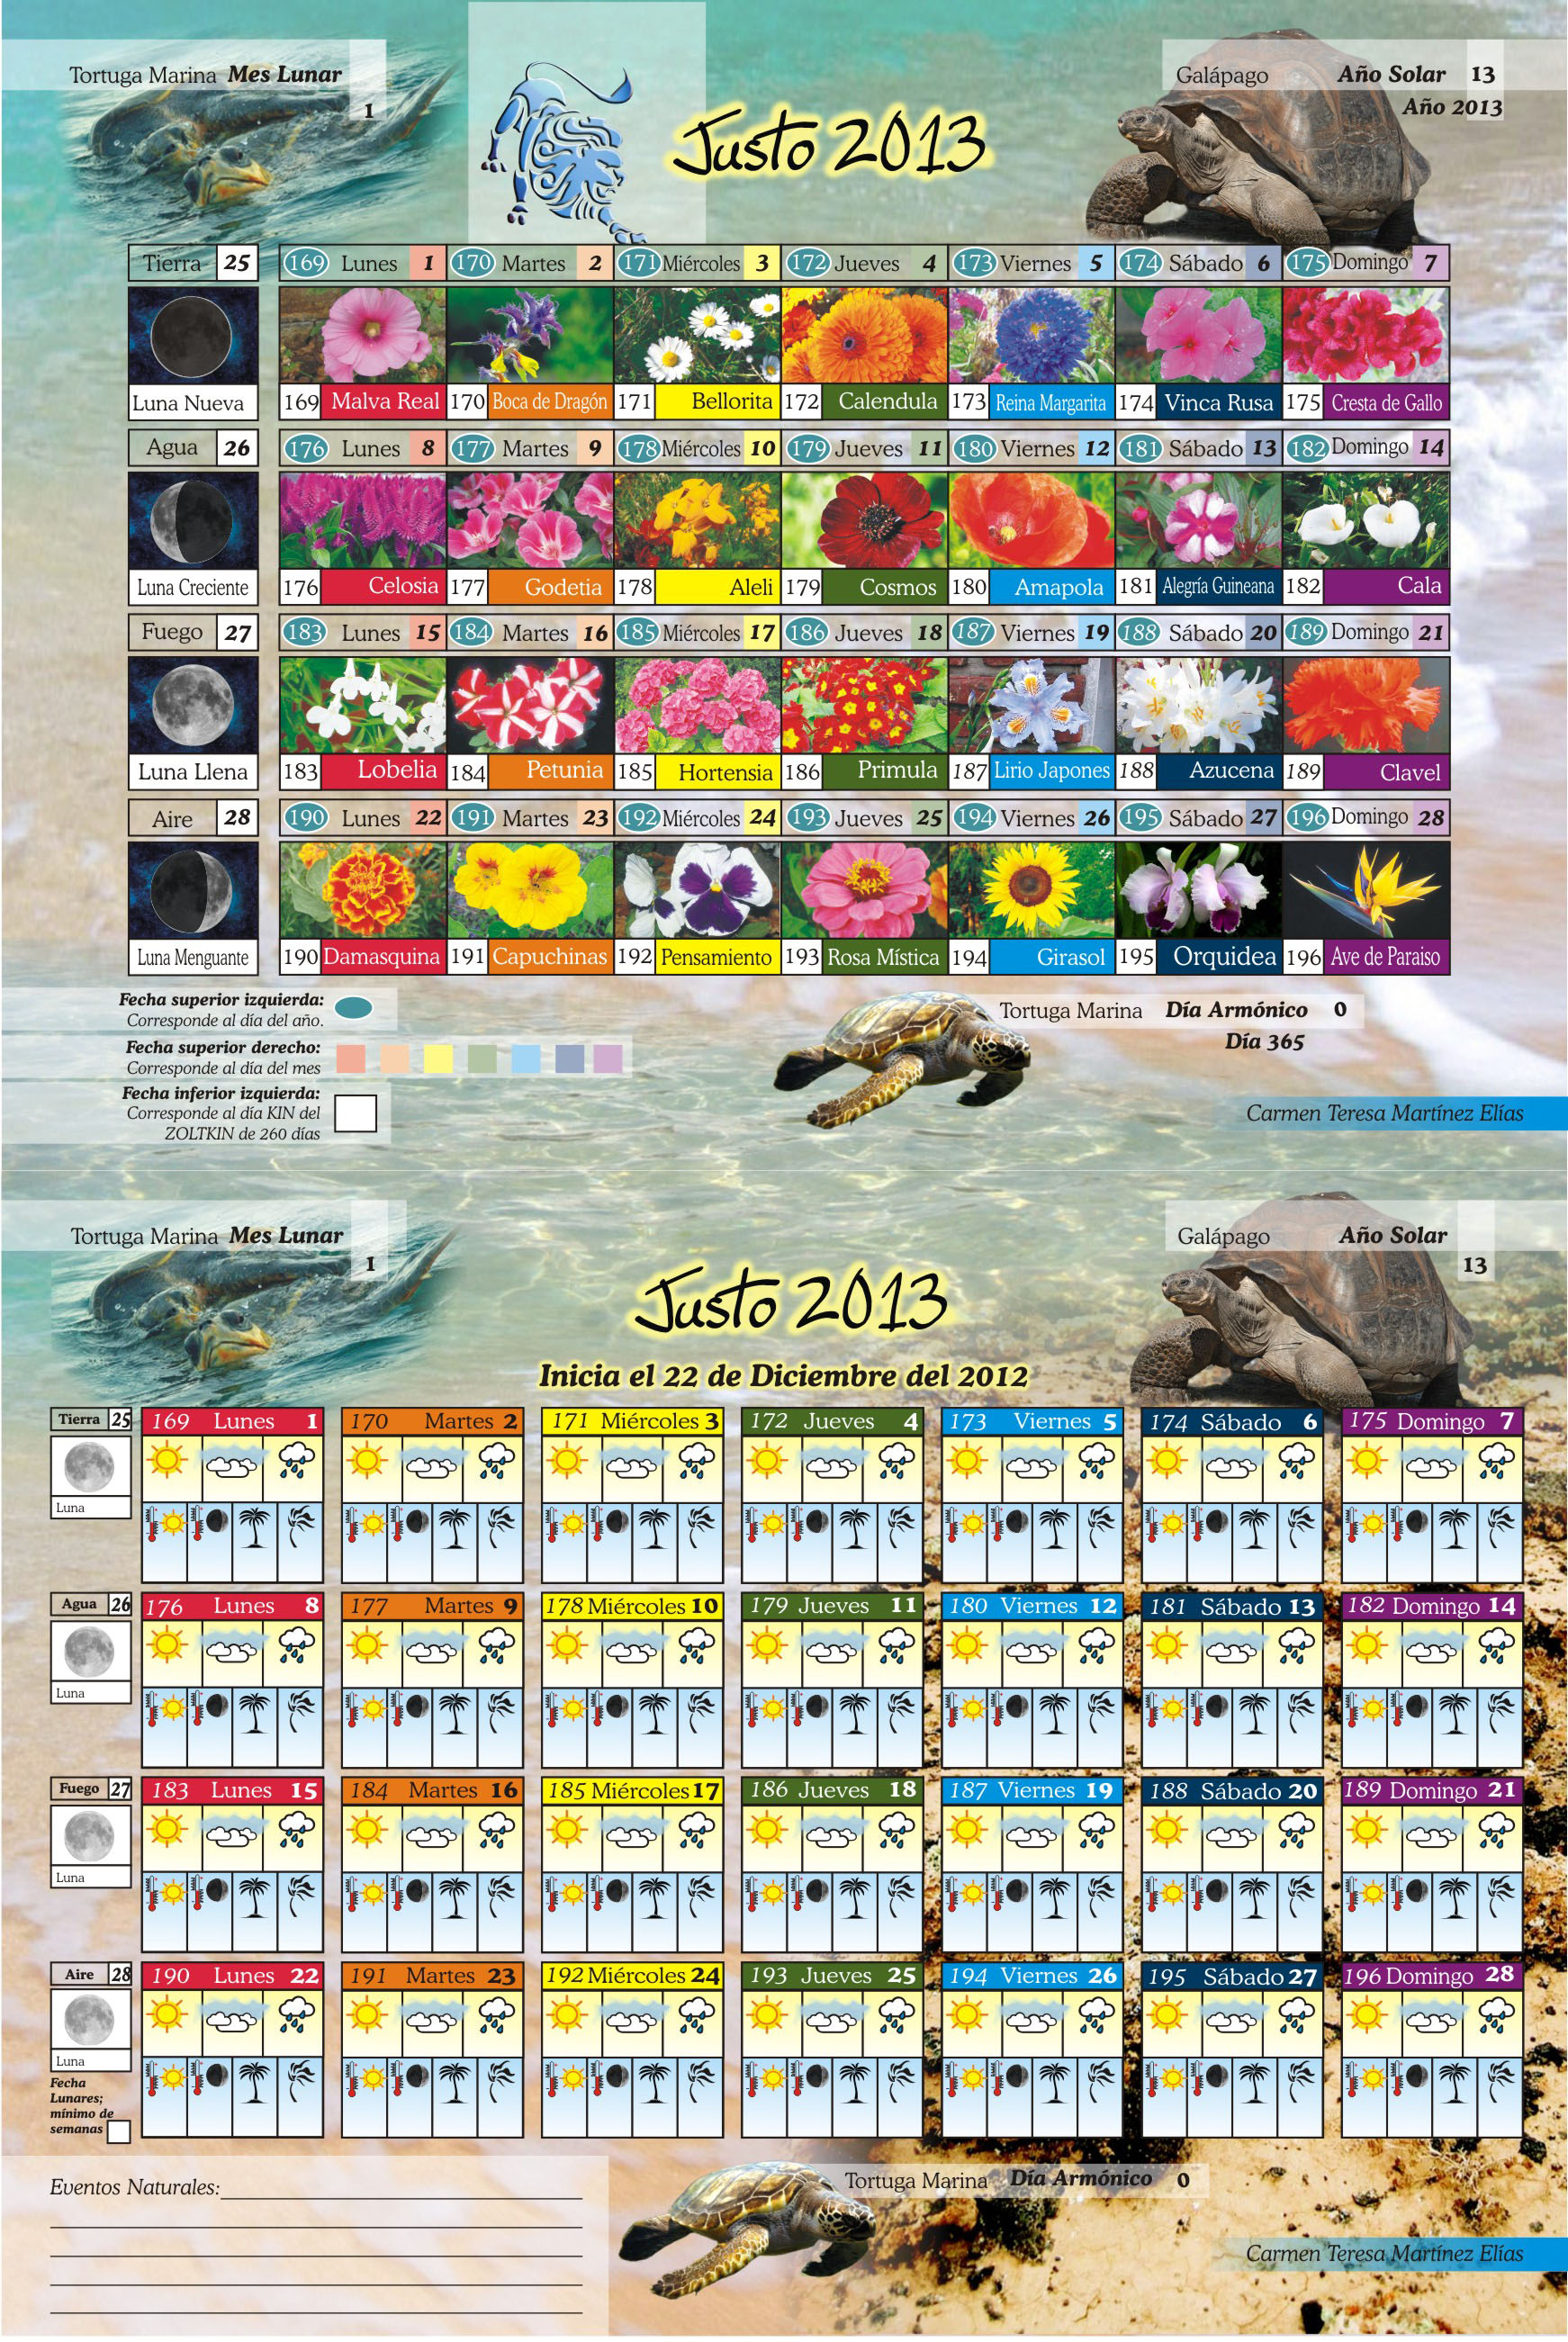 Tortuga Marina Mes Lunar
1
Justo 2013
Galápago Año Solar 13
Año 2013
Tierra 25 169 Lunes 1 170 Martes 2 171 Miércoles 3 172 Jueves 4 173 Viernes 5 174 Sábado 6 175 Domingo 7
Luna Nueva 169 Malva Real 170 Boca de Dragón 171 Bellorita 172 Calendula 173 Reina Margarita 174 Vinca Rusa 175 Cresta de Gallo
Agua 26 176 Lunes 8 177 Martes 9 178 Miércoles 10 179 Jueves 11 180 Viernes 12 181 Sábado 13 182 Domingo 14
Luna Creciente 176 Celosia 177 Godetia 178 Aleli 179 Cosmos 180 Amapola 181 Alegría Guineana 182 Cala
Fuego 27 183 Lunes 15 184 Martes 16 185 Miércoles 17 186 Jueves 18 187 Viernes 19 188 Sábado 20 189 Domingo 21
Luna Llena 183 Lobelia 184 Petunia 185 Hortensia 186 Primula 187 Lirio Japones 188 Azucena 189 Clavel
Aire 28 190 Lunes 22 191 Martes 23 192 Miércoles 24 193 Jueves 25 194 Viernes 26 195 Sábado 27 196 Domingo 28
Luna Menguante 190 Damasquina 191 Capuchinas 192 Pensamiento 193 Rosa Mística 194 Girasol 195 Orquidea 196 Ave de Paraiso
Fecha superior izquierda:
Corresponde al día del año.
Fecha superior derecho:
Corresponde al día del mes
Fecha inferior izquierda:
Corresponde al día KIN del
ZOLTKIN de 260 días
Tortuga Marina Día Armónico 0
Día 365
Carmen Teresa Martínez Elías
Tortuga Marina Mes Lunar
1
Justo 2013
Inicia el 22 de Diciembre del 2012
Galápago Año Solar
13
Tierra 25 169 Lunes 1 170 Martes 2 171 Miércoles 3 172 Jueves 4 173 Viernes 5 174 Sábado 6 175 Domingo 7
Luna
Agua 26 176 Lunes 8 177 Martes 9 178 Miércoles 10 179 Jueves 11 180 Viernes 12 181 Sábado 13 182 Domingo 14
Luna
Fuego 27 183 Lunes 15 184 Martes 16 185 Miércoles 17 186 Jueves 18 187 Viernes 19 188 Sábado 20 189 Domingo 21
Luna
Aire 28 190 Lunes 22 191 Martes 23 192 Miércoles 24 193 Jueves 25 194 Viernes 26 195 Sábado 27 196 Domingo 28
Luna
Fecha
Lunares;
mínimo de
semanas
Eventos Naturales:
Tortuga Marina Día Armónico 0
Carmen Teresa Martínez Elías